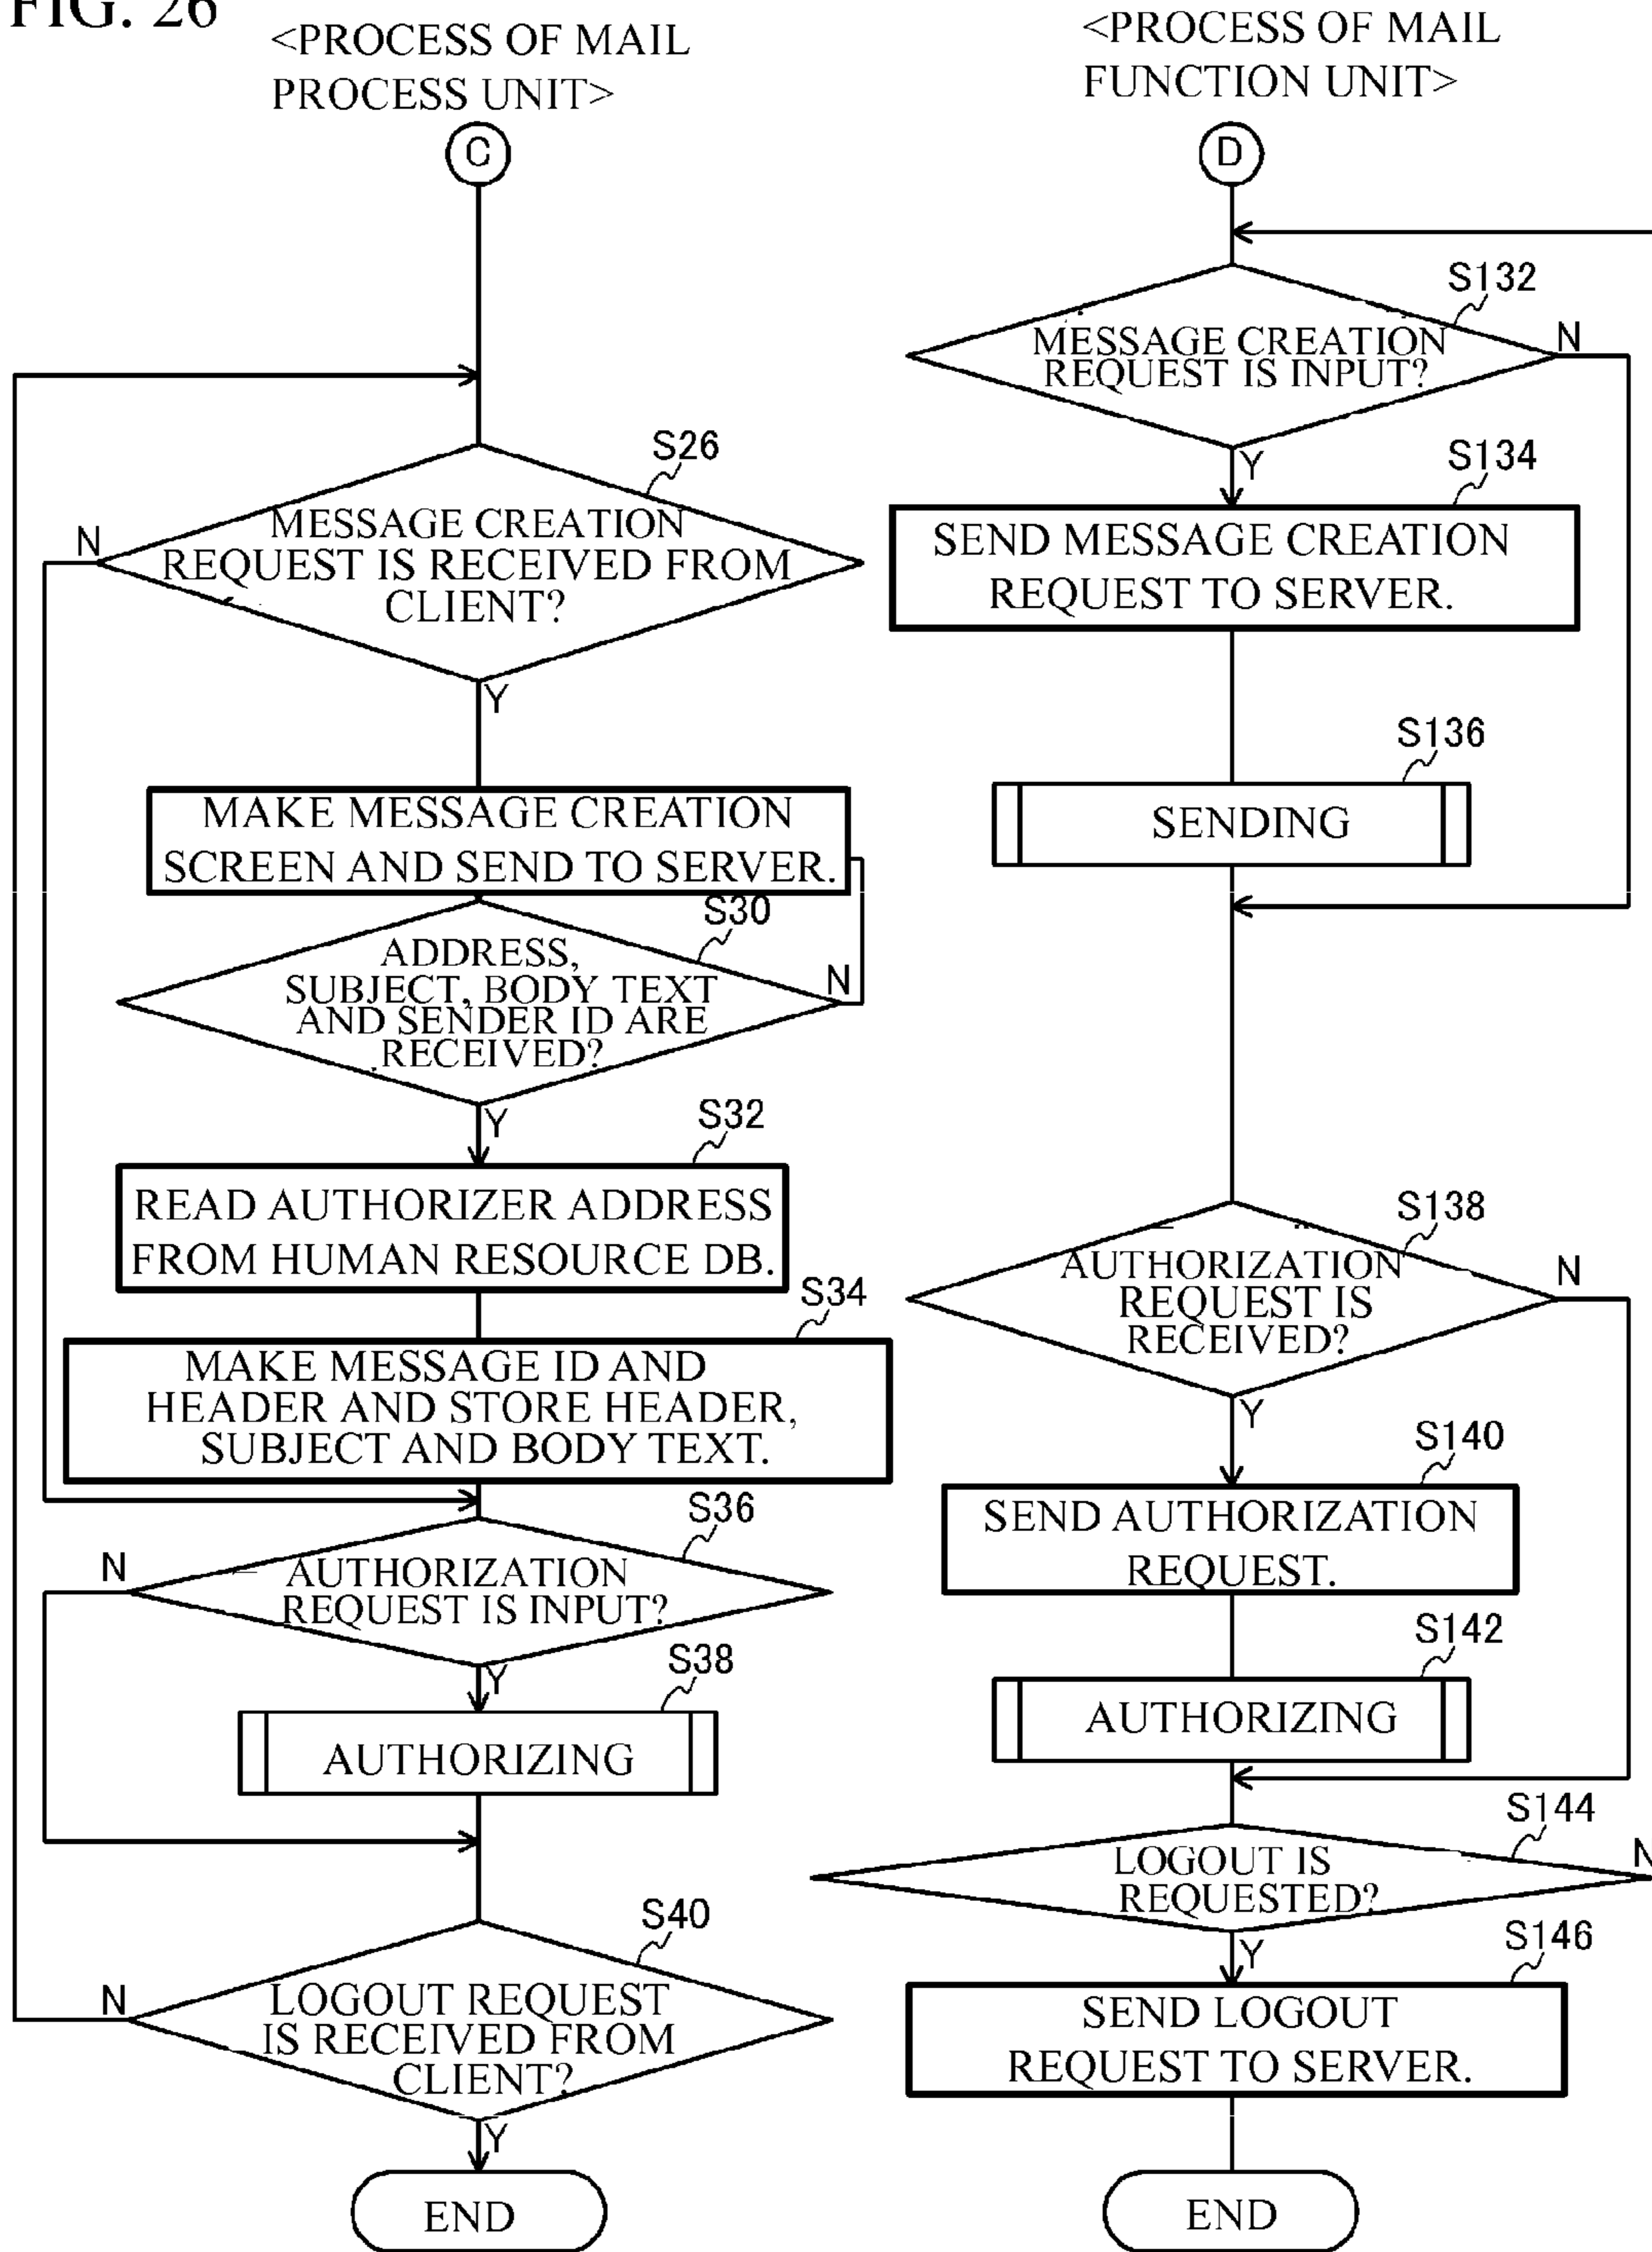 FIG. 26
<PROCESS OF MAIL
PROCESS UNIT>
C
S26
MESSAGE CREATION
REQUEST IS RECEIVED FROM
CLIENT?
N
Y
MAKE MESSAGE CREATION
SCREEN AND SEND TO SERVER.
S30
ADDRESS,
SUBJECT, BODY TEXT
AND SENDER ID ARE
RECEIVED?
N
Y
S32
READ AUTHORIZER ADDRESS
FROM HUMAN RESOURCE DB.
S34
MAKE MESSAGE ID AND
HEADER AND STORE HEADER,
SUBJECT AND BODY TEXT.
S36
N
AUTHORIZATION
REQUEST IS INPUT?
Y
S38
AUTHORIZING
S40
N
LOGOUT REQUEST
IS RECEIVED FROM
CLIENT?
Y
END
<PROCESS OF MAIL
FUNCTION UNIT>
D
S132
MESSAGE CREATION
REQUEST IS INPUT?
N
Y
S134
SEND MESSAGE CREATION
REQUEST TO SERVER.
S136
SENDING
S138
AUTHORIZATION
REQUEST IS
RECEIVED?
N
Y
S140
SEND AUTHORIZATION
REQUEST.
S142
AUTHORIZING
S144
LOGOUT IS
REQUESTED?
N
Y
S146
SEND LOGOUT
REQUEST TO SERVER.
END